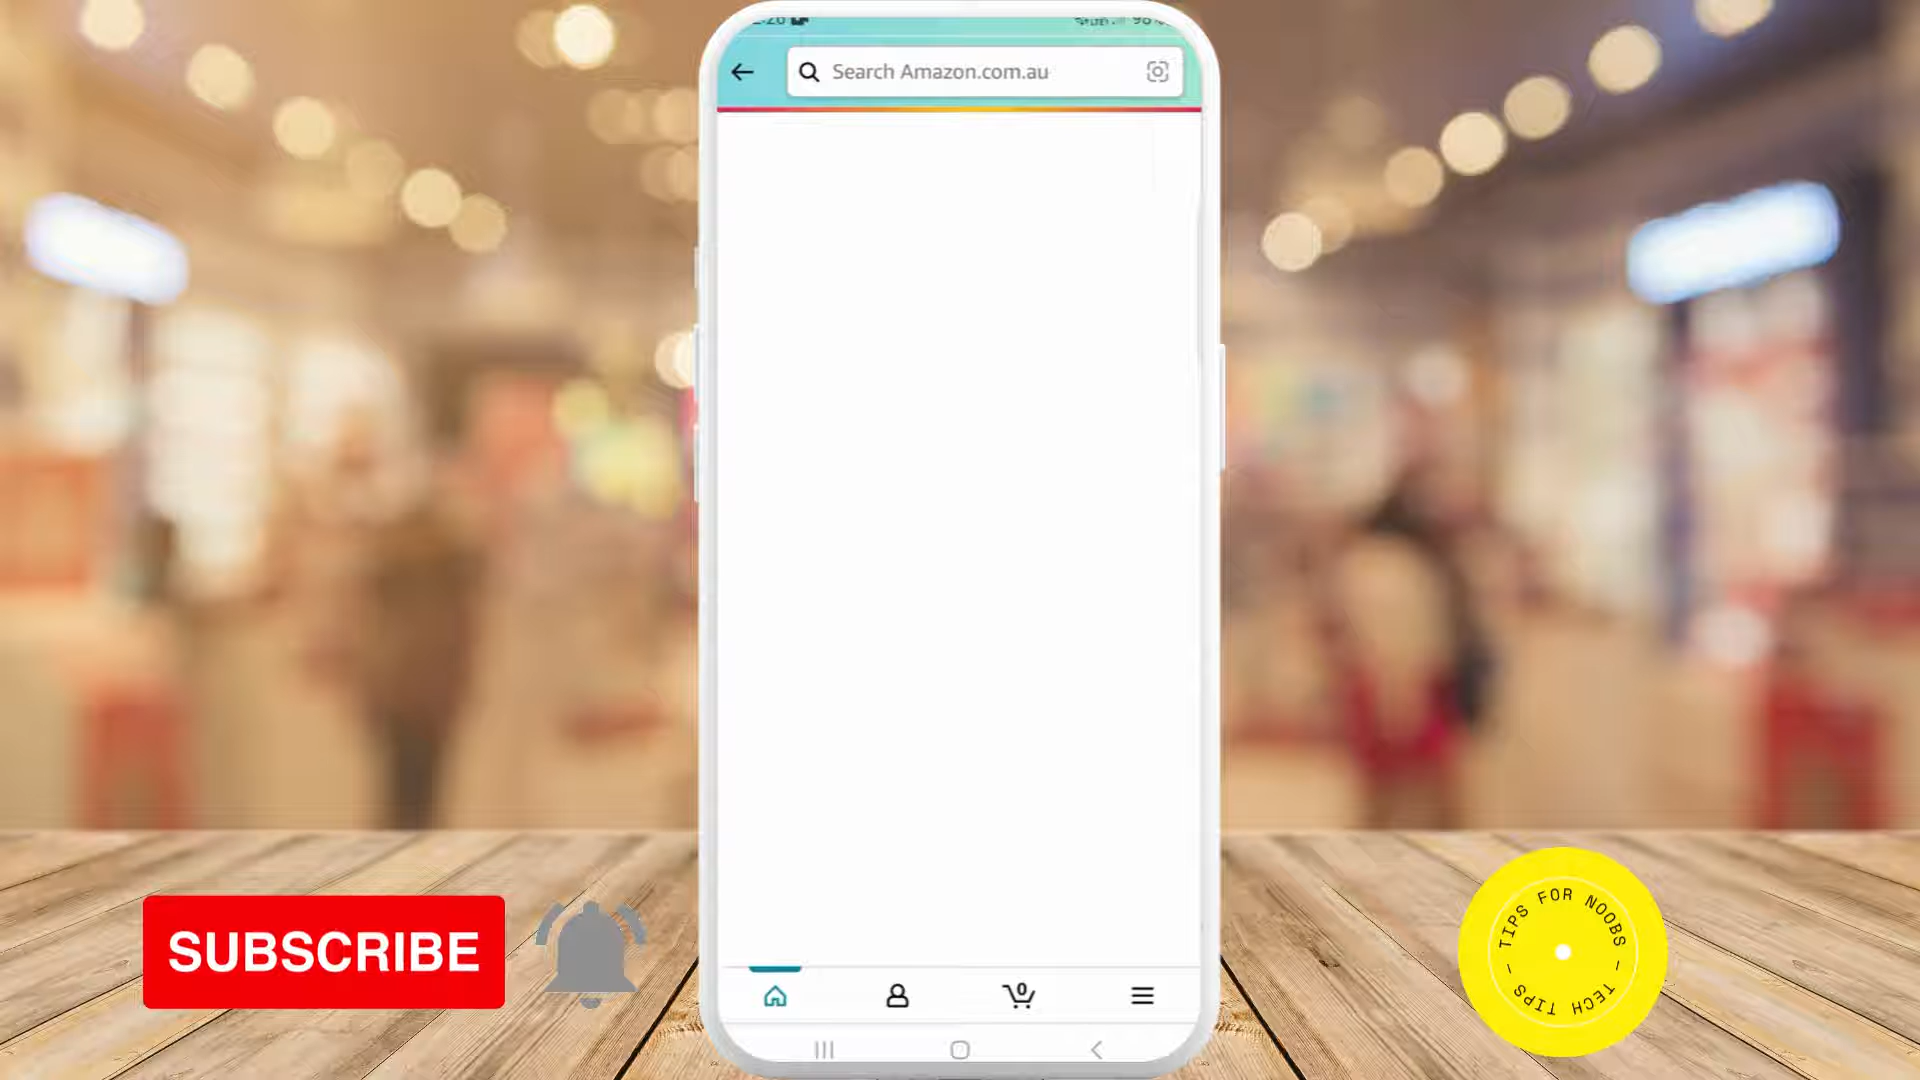 Search Amazon.com.au
0
SUBSCRIBE
TIPS FOR NOOBS – TECH TIPS –